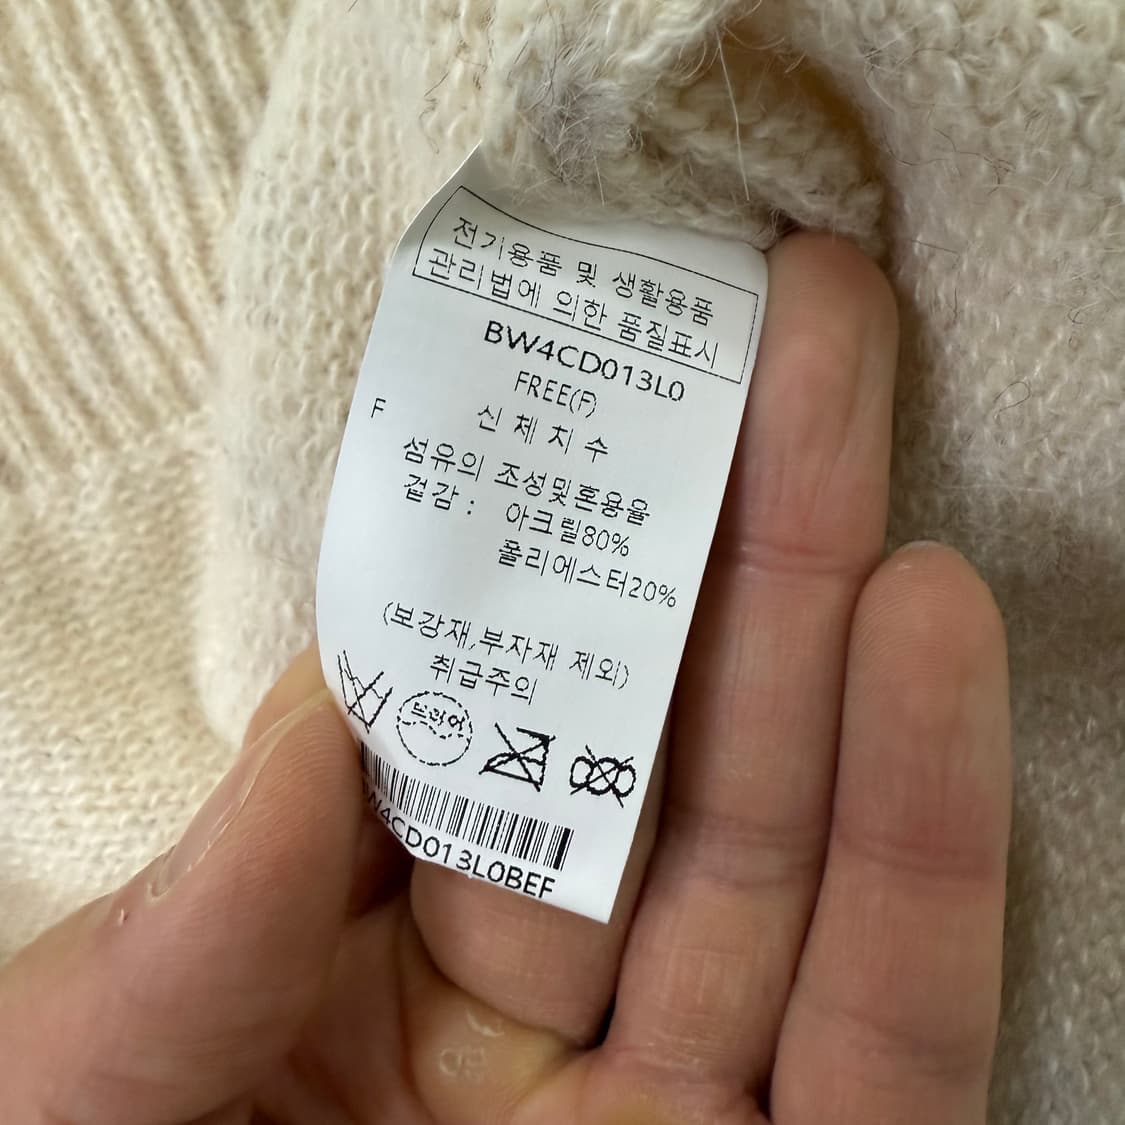 전기용품 및 생활용품
관리법에 의한 품질표시
BW4CD013L0
FREE(F)
F
신체치수
섬유의 조성및혼용율
겉감: 아크릴80%
폴리에스터20%
(보강재,부자재 제외)
취급주의
드라이
W4CD013L0BEF